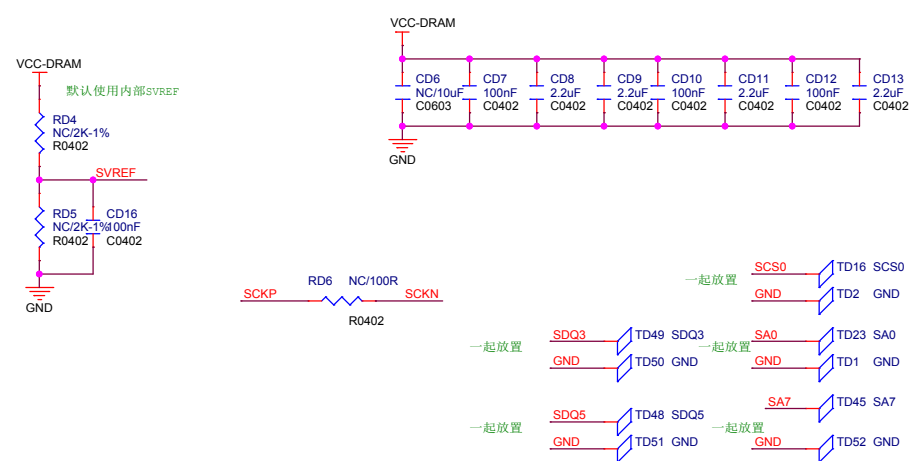 VCC-DRAM
CD6 CD7 CD8 CD9 CD10 CD11 CD12 CD13
NC/10uF 100nF 2.2uF 2.2uF 100nF 2.2uF 100nF 2.2uF
C0603 C0402 C0402 C0402 C0402 C0402 C0402 C0402
GND
VCC-DRAM
默认使用内部SVREF
RD4
NC/2K-1%
R0402
SVREF
RD5 CD16
NC/2K-1% 100nF
R0402 C0402
GND
RD6 NC/100R
SCKP SCKN
R0402
SCS0 TD16 SCS0
一起放置
GND TD2 GND
SDQ3 TD49 SDQ3
一起放置
GND TD50 GND
SA0 TD23 SA0
一起放置
GND TD1 GND
SDQ5 TD48 SDQ5
一起放置
GND TD51 GND
SA7 TD45 SA7
一起放置
GND TD52 GND